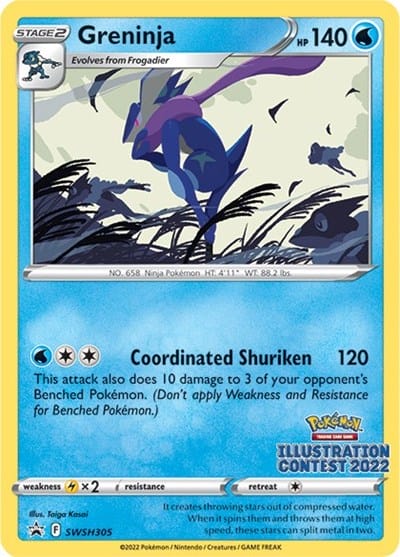 STAGE 2 Greninja HP 140
Evolves from Frogadier
NO. 658 Ninja Pokémon HT: 4'11" WT: 88.2 lbs.
Coordinated Shuriken 120
This attack also does 10 damage to 3 of your opponent's
Benched Pokémon. (Don't apply Weakness and Resistance
for Benched Pokémon.)
Pokémon
TRADING CARD GAME
ILLUSTRATION
CONTEST 2022
weakness ×2 resistance retreat
Illus. Taiga Kasai
F SWSH305
It creates throwing stars out of compressed water.
When it spins them and throws them at high
speed, these stars can split metal in two.
©2022 Pokémon / Nintendo / Creatures / GAME FREAK